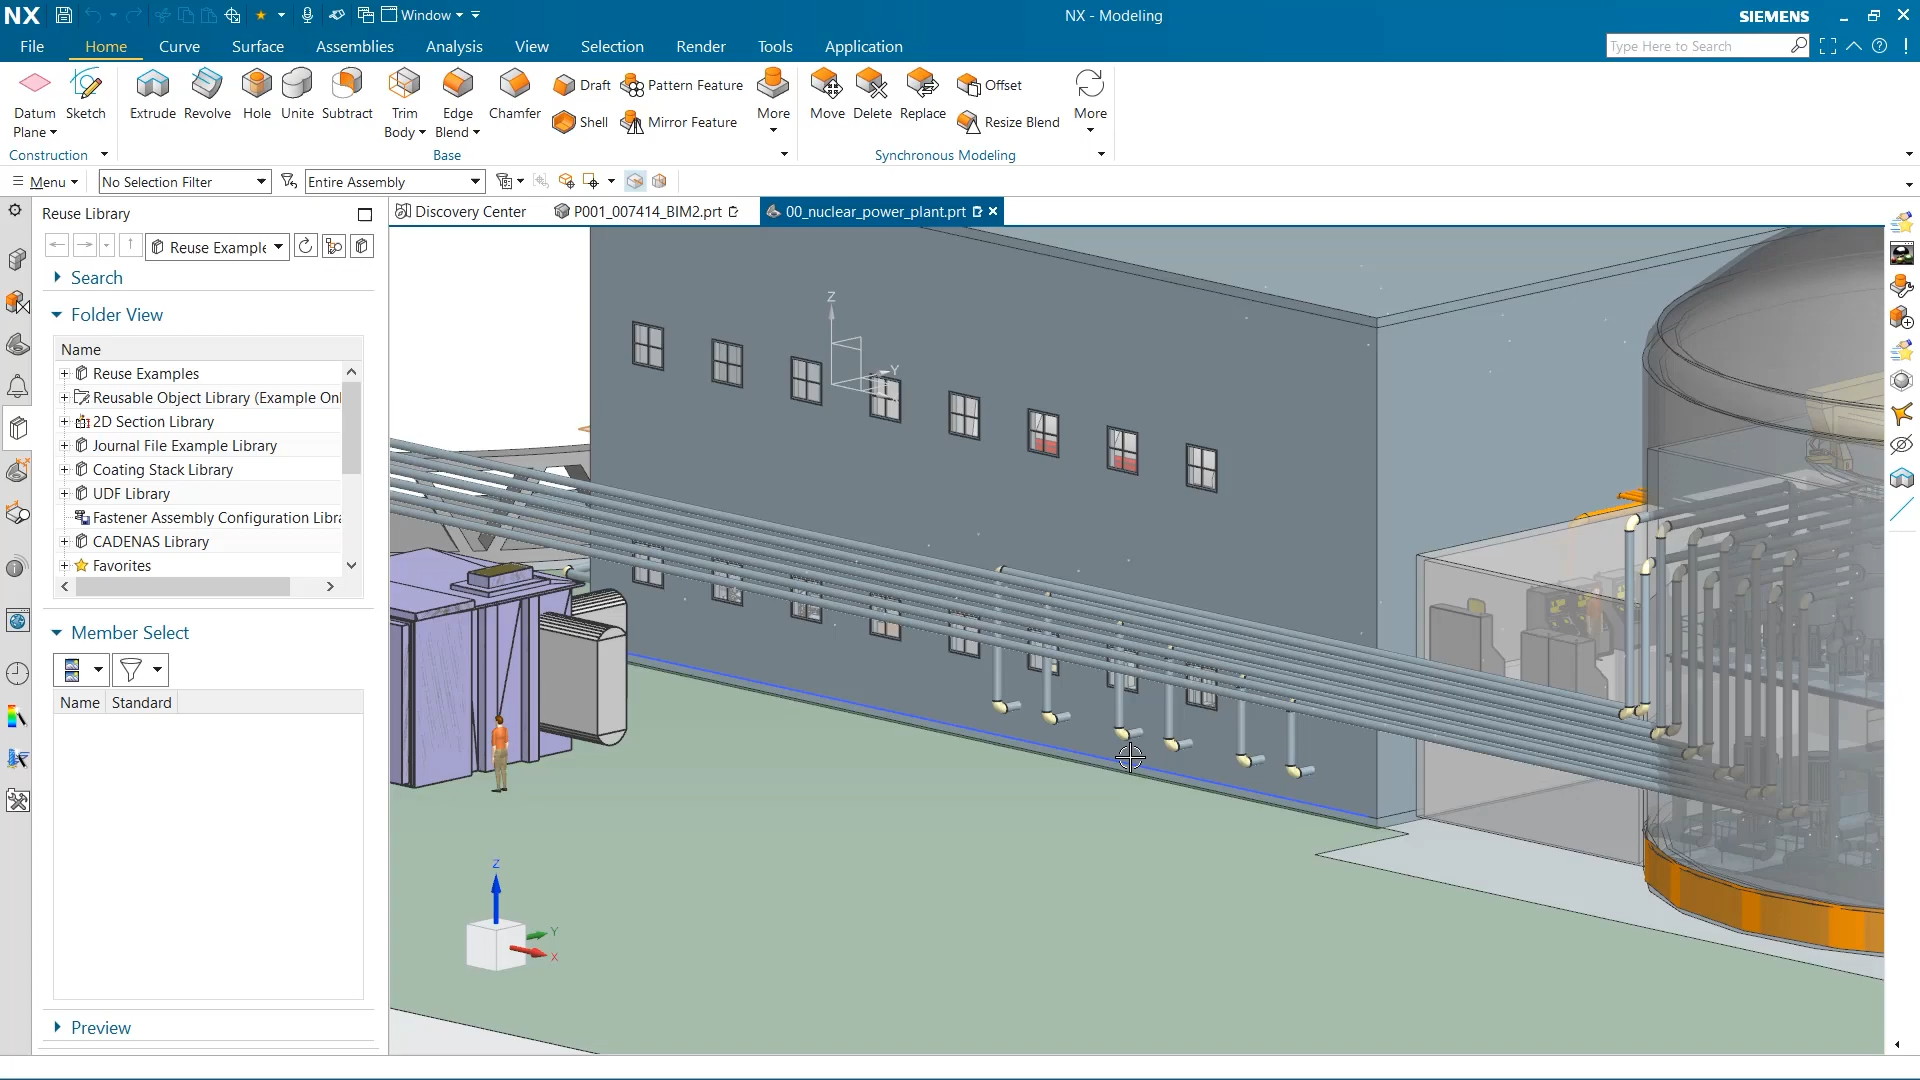 NX
Window
NX - Modeling
SIEMENS
File
Home
Curve
Surface
Assemblies
Analysis
View
Selection
Render
Tools
Application
Type Here to Search
Datum
Plane
Sketch
Extrude
Revolve
Hole
Unite
Subtract
Trim
Body
Edge
Blend
Chamfer
Draft
Shell
Pattern Feature
Mirror Feature
More
Move
Delete
Replace
Offset
Resize Blend
More
Construction
Base
Synchronous Modeling
Menu
No Selection Filter
Entire Assembly
Reuse Library
Discovery Center
P001_007414_BIM2.prt
00_nuclear_power_plant.prt
Reuse Example
Search
Folder View
Name
Reuse Examples
Reusable Object Library (Example Onl
2D Section Library
Journal File Example Library
Coating Stack Library
UDF Library
Fastener Assembly Configuration Libra
CADENAS Library
Favorites
Member Select
Name
Standard
Preview
Z
Y
Z
Y
X